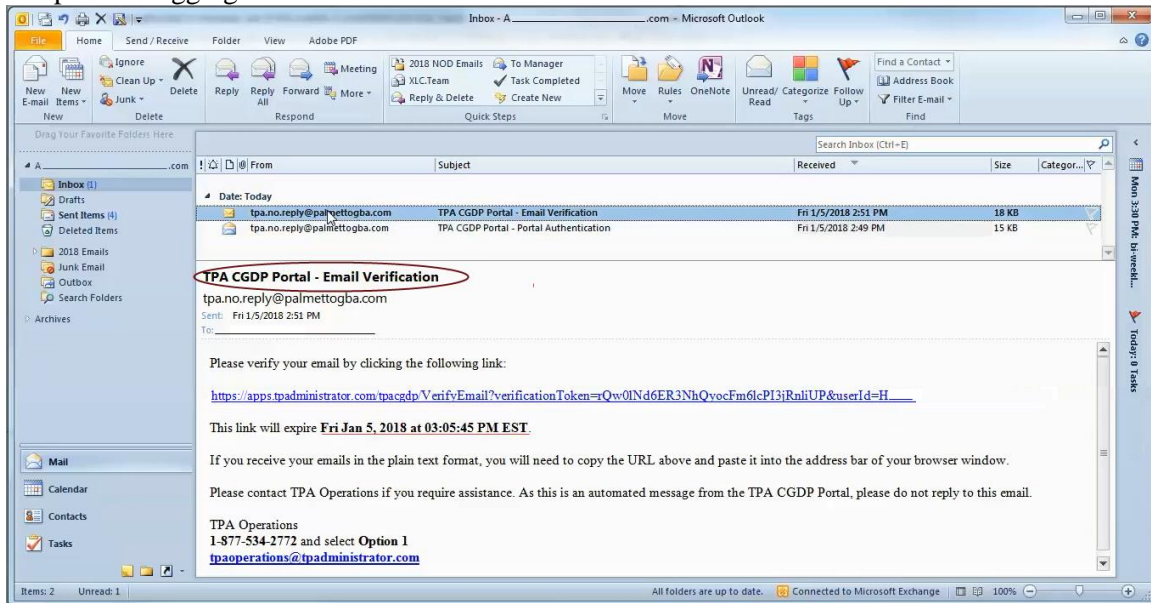 Inbox - A .com - Microsoft Outlook
File Home Send / Receive Folder View Adobe PDF
New E-mail
New Items
Ignore
Clean Up
Junk
Delete
Reply
Reply All
Forward
Meeting
More
2018 NOD Emails
XLC.Team
Reply & Delete
To Manager
Task Completed
Create New
Move
Rules
OneNote
Unread/ Read
Categorize
Follow Up
Find a Contact
Address Book
Filter E-mail
New Delete Respond Quick Steps Move Tags Find
Drag Your Favorite Folders Here
Search Inbox (Ctrl+E)
A .com
Inbox (1)
Drafts
Sent Items (4)
Deleted Items
2018 Emails
Junk Email
Outbox
Search Folders
Archives
From Subject Received Size Categor...
Date: Today
tpa.no.reply@palmettogba.com TPA CGDP Portal - Email Verification Fri 1/5/2018 2:51 PM 18 KB
tpa.no.reply@palmettogba.com TPA CGDP Portal - Portal Authentication Fri 1/5/2018 2:49 PM 15 KB
TPA CGDP Portal - Email Verification
tpa.no.reply@palmettogba.com
Sent: Fri 1/5/2018 2:51 PM
To:
Please verify your email by clicking the following link:
https://apps.tpadministrator.com/tpacgdp/VerifyEmail?verificationToken=rQw0lNd6ER3NhQvocFm6lcPI3jRnliUP&userId=H
This link will expire Fri Jan 5, 2018 at 03:05:45 PM EST.
If you receive your emails in the plain text format, you will need to copy the URL above and paste it into the address bar of your browser window.
Please contact TPA Operations if you require assistance. As this is an automated message from the TPA CGDP Portal, please do not reply to this email.
TPA Operations
1-877-534-2772 and select Option 1
tpaoperations@tpadministrator.com
Mail
Calendar
Contacts
Tasks
Mon 3:30 PM: bi-weekl...
Today: 0 Tasks
Items: 2 Unread: 1
All folders are up to date. Connected to Microsoft Exchange 100%